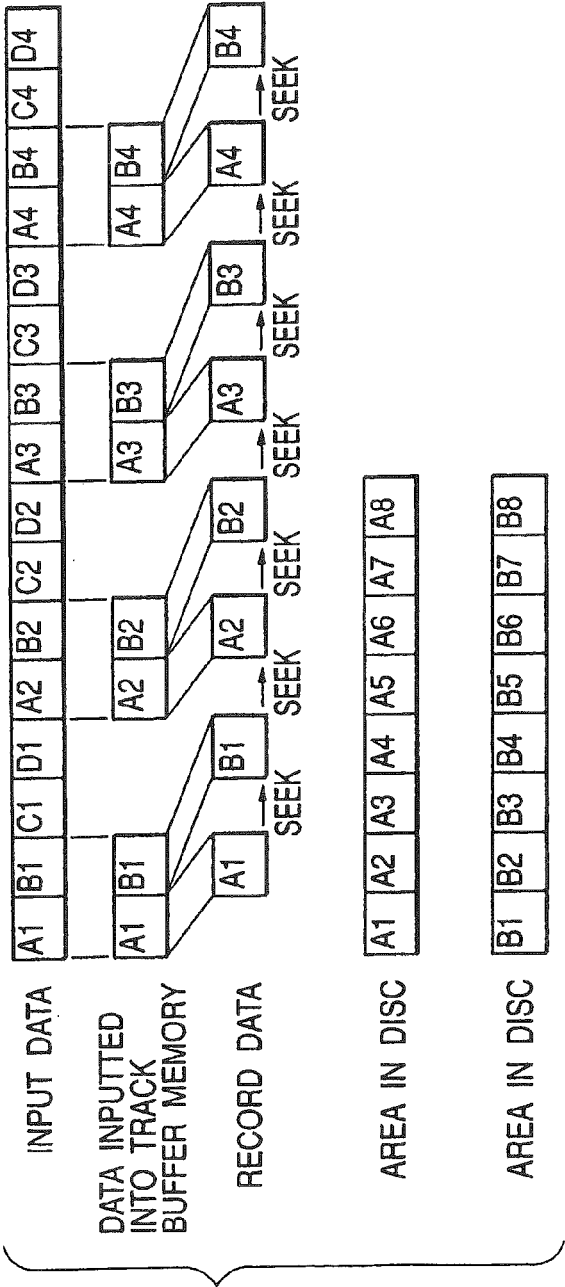 INPUT DATA
A1 B1 C1 D1 A2 B2 C2 D2 A3 B3 C3 D3 A4 B4 C4 D4
DATA INPUTTED
INTO TRACK
BUFFER MEMORY
A1 B1 A2 B2 A3 B3 A4 B4
RECORD DATA
A1 B1 A2 B2 A3 B3 A4 B4
SEEK SEEK SEEK SEEK SEEK SEEK SEEK
AREA IN DISC
A1 A2 A3 A4 A5 A6 A7 A8
AREA IN DISC
B1 B2 B3 B4 B5 B6 B7 B8